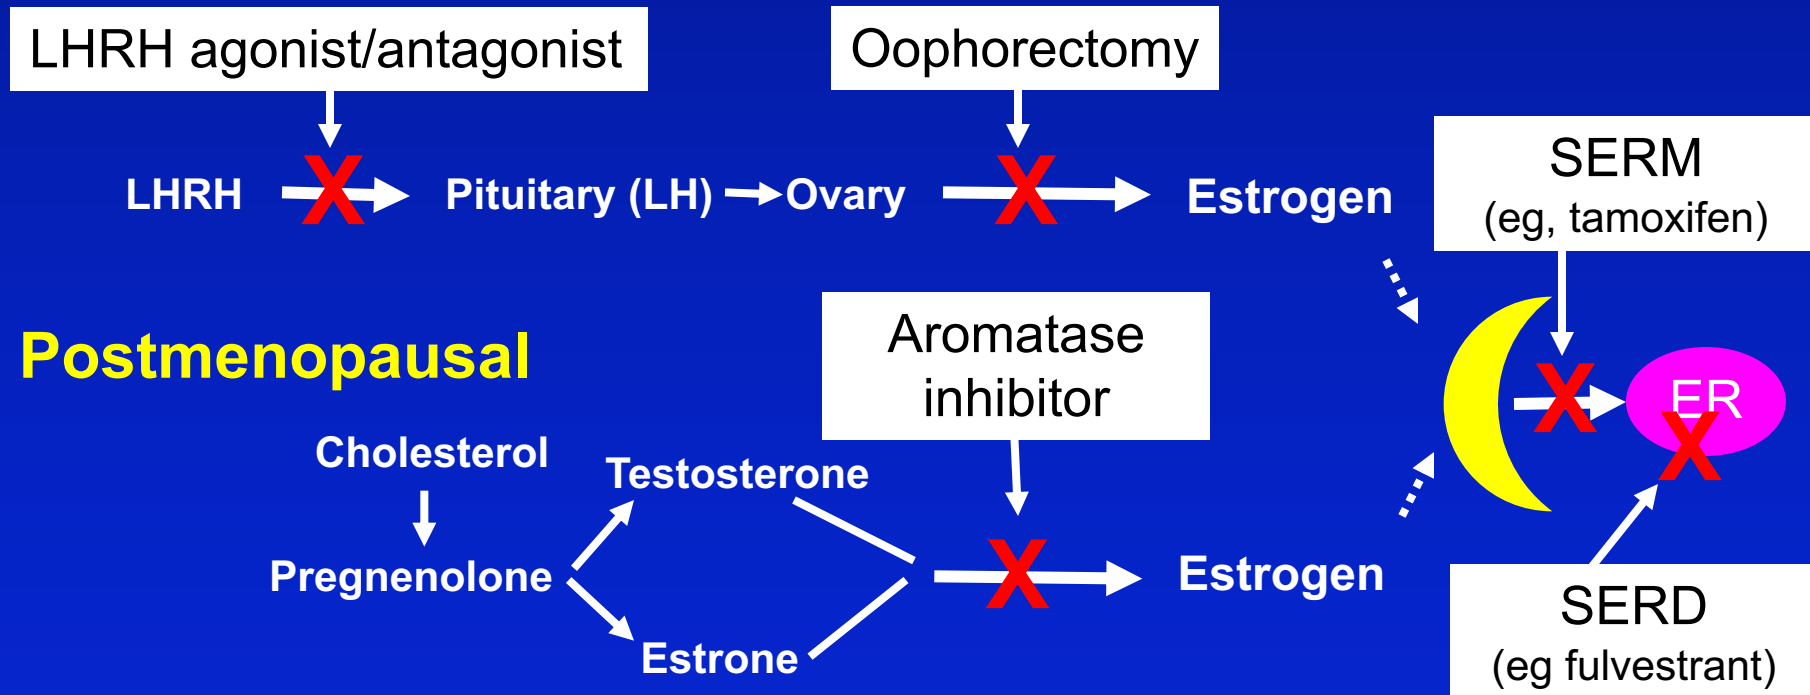 LHRH agonist/antagonist
Oophorectomy
LHRH
X
Pituitary (LH)
Ovary
X
Estrogen
SERM
(eg, tamoxifen)
Postmenopausal
Aromatase
inhibitor
X
ER
X
Cholesterol
Testosterone
Pregnenolone
X
Estrogen
Estrone
SERD
(eg fulvestrant)